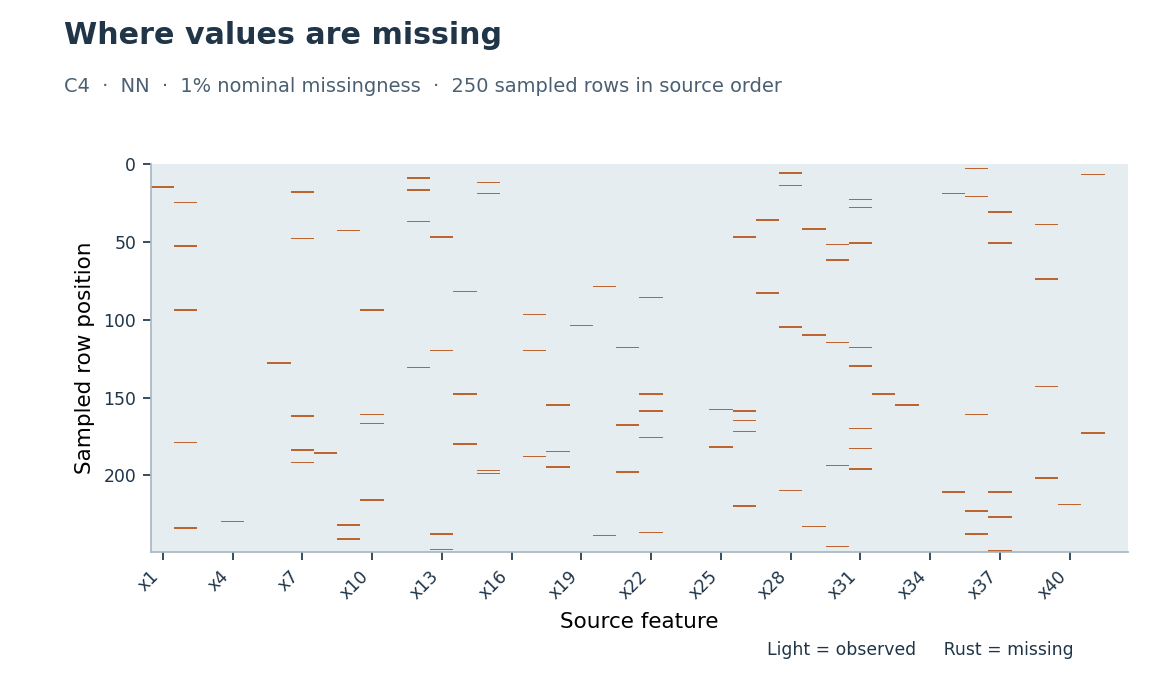 Where values are missing
C4 · NN · 1% nominal missingness · 250 sampled rows in source order
0
50
100
150
200
Sampled row position
x1
x4
x7
x10
x13
x16
x19
x22
x25
x28
x31
x34
x37
x40
Source feature
Light = observed Rust = missing